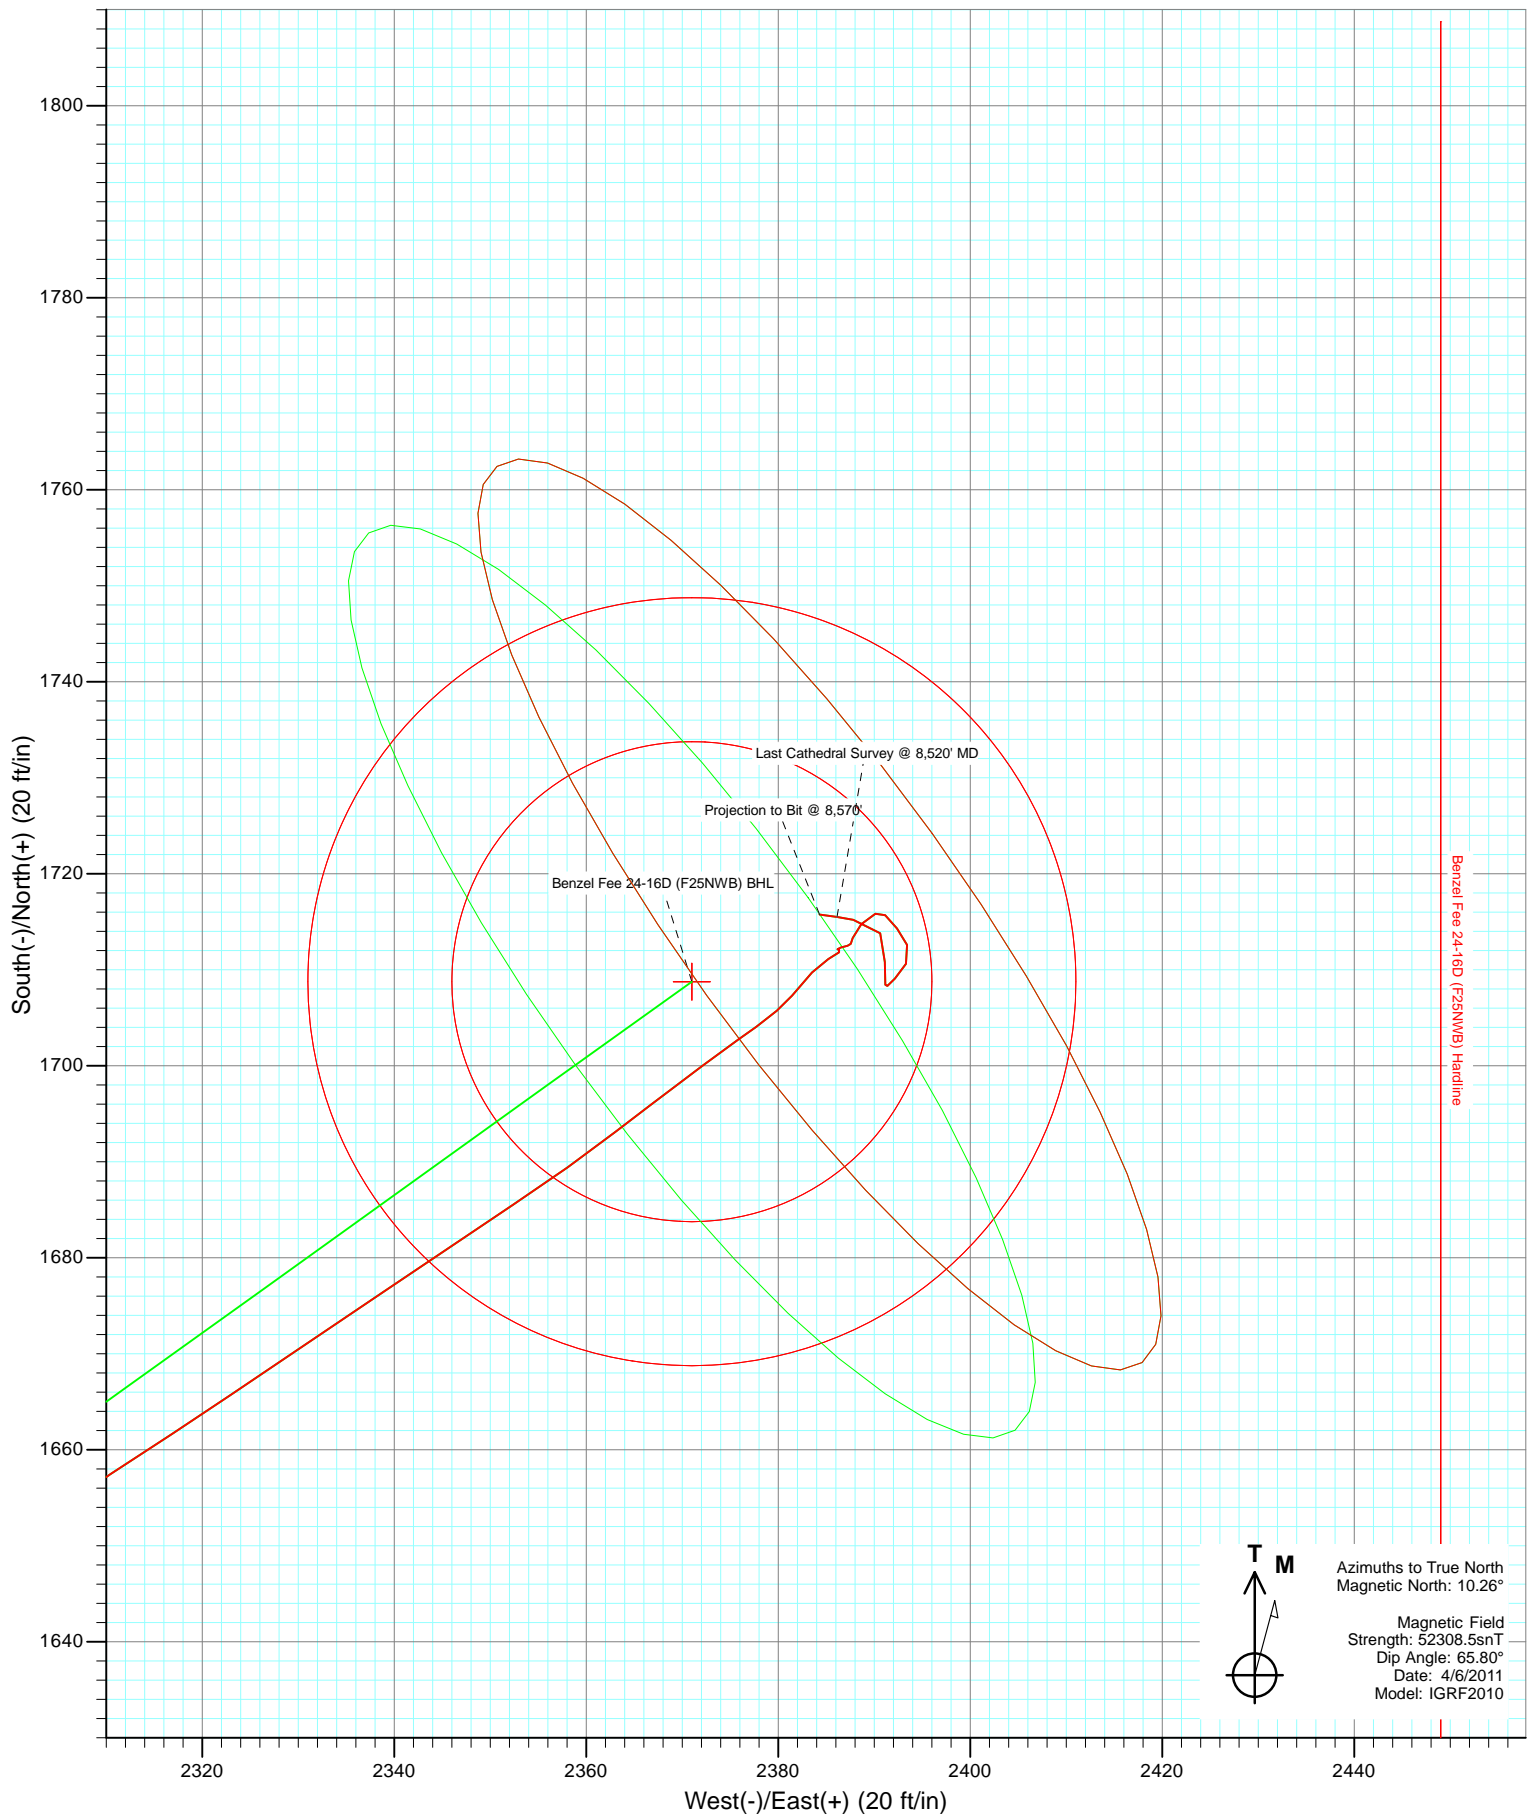 1800
1780
1760
1740
1720
1700
1680
1660
1640
South(-)/North(+) (20 ft/in)
Last Cathedral Survey @ 8,520' MD
Projection to Bit @ 8,570'
Benzel Fee 24-16D (F25NWB) BHL
Benzel Fee 24-16D (F25NWB) Hardline
T
M
Azimuths to True North
Magnetic North: 10.26°
Magnetic Field
Strength: 52308.5snT
Dip Angle: 65.80°
Date: 4/6/2011
Model: IGRF2010
2320
2340
2360
2380
2400
2420
2440
West(-)/East(+) (20 ft/in)